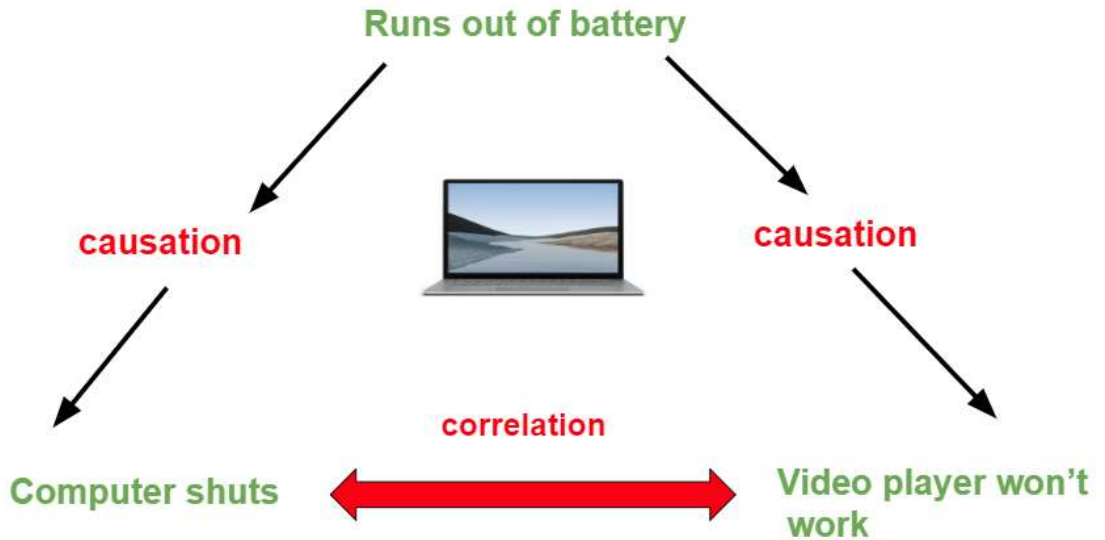 Runs out of battery
causation
causation
correlation
Computer shuts
Video player won't
work